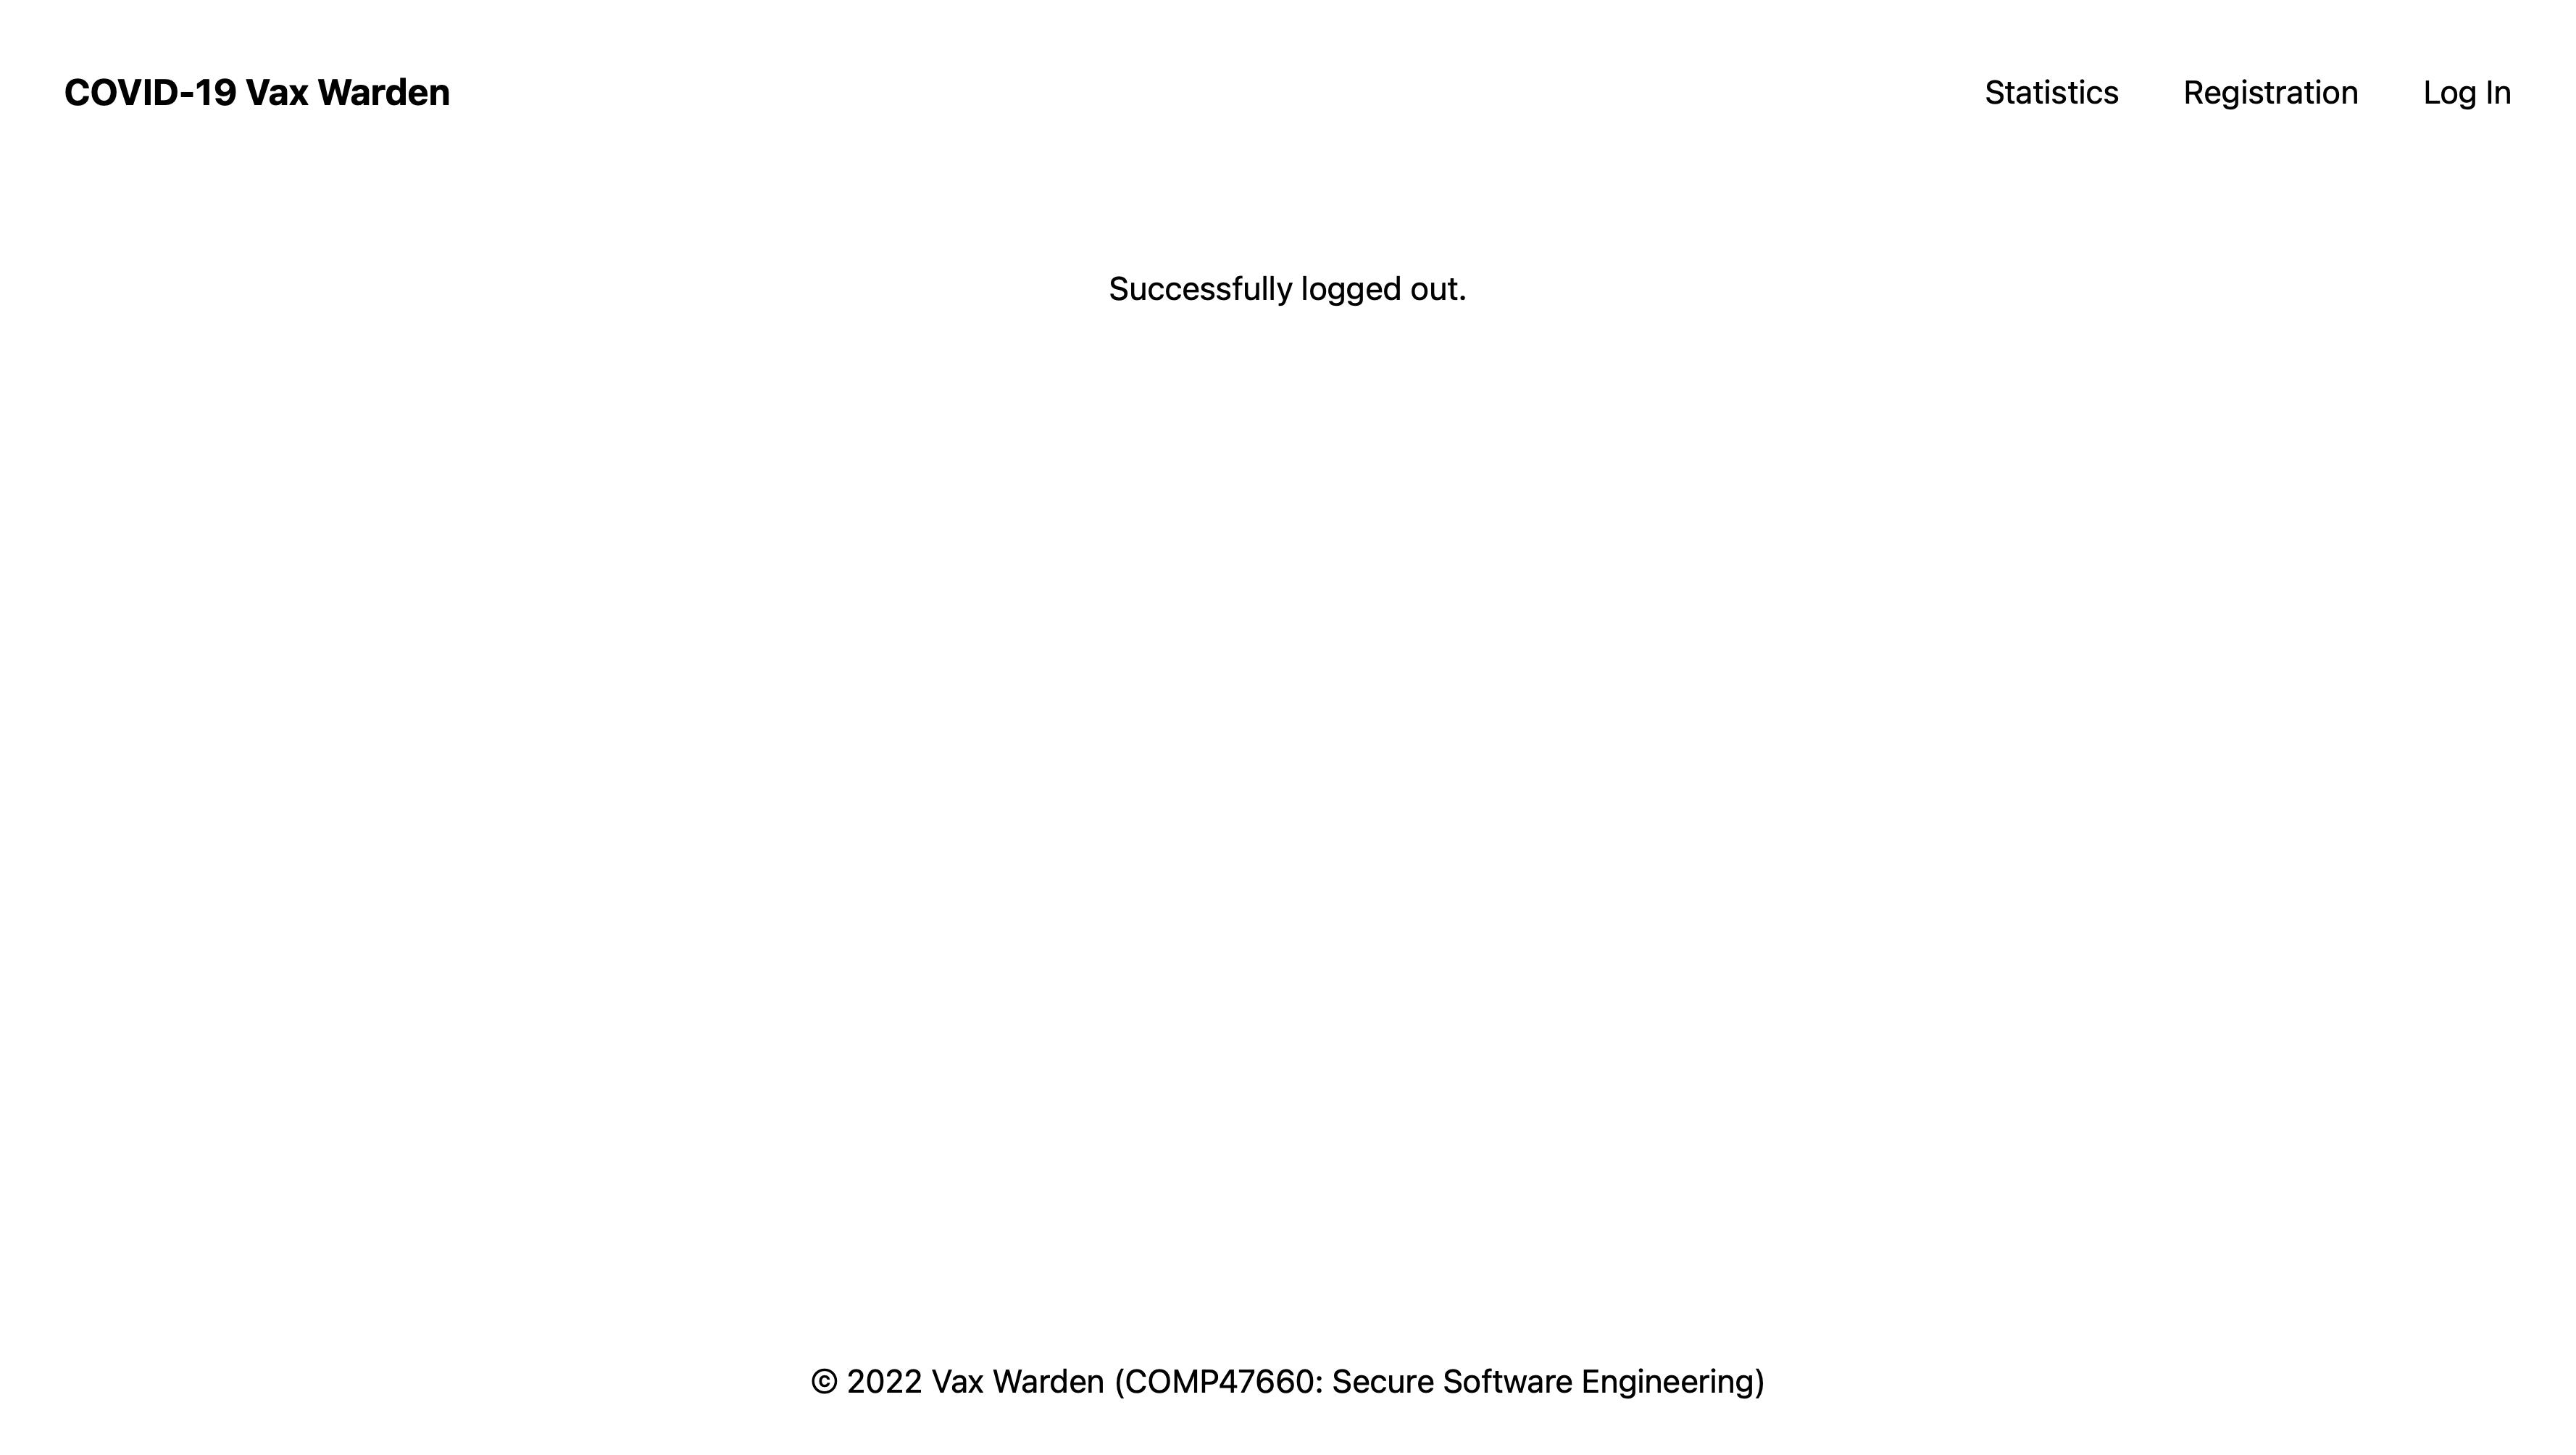 COVID-19 Vax Warden
Statistics
Registration
Log In
Successfully logged out.
© 2022 Vax Warden (COMP47660: Secure Software Engineering)